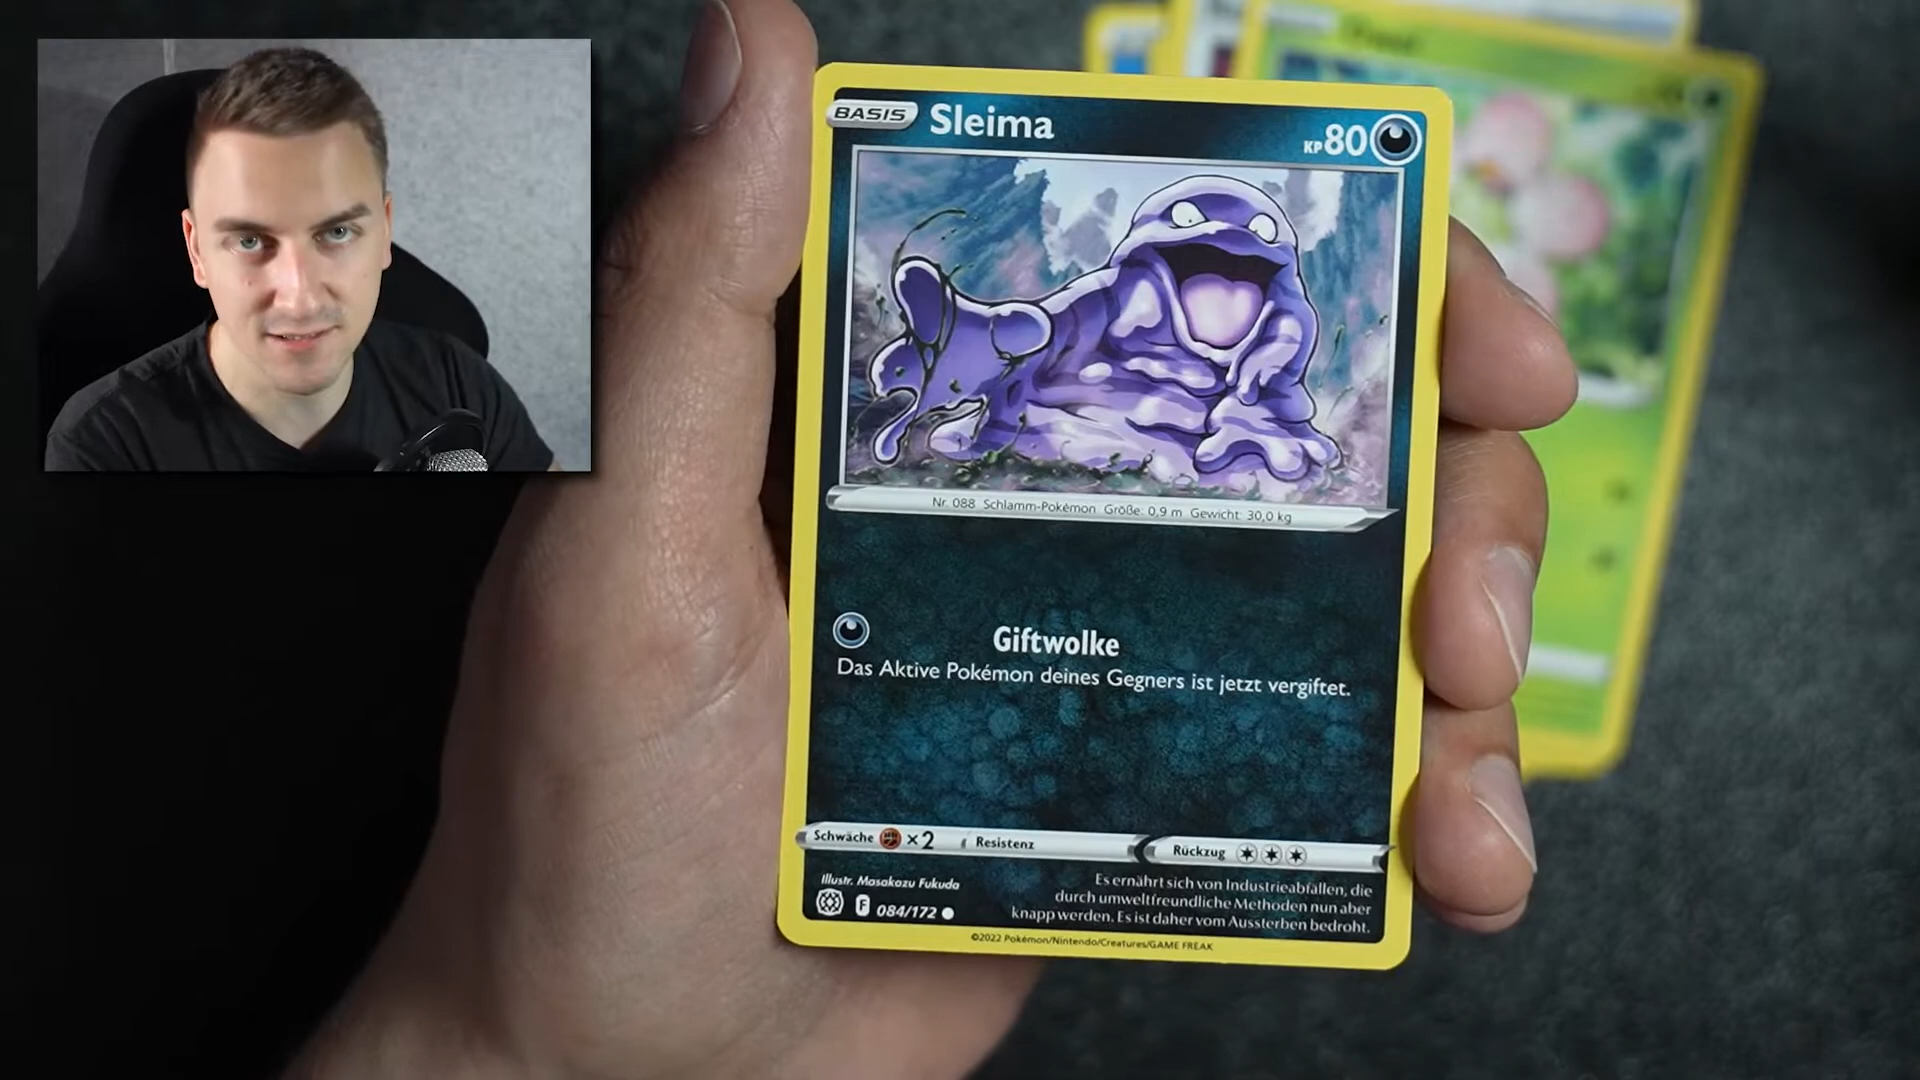 BASIS Sleima KP80
Nr. 088 Schlamm-Pokémon Größe: 0,9 m Gewicht: 30,0 kg
Giftwolke
Das Aktive Pokémon deines Gegners ist jetzt vergiftet.
Schwäche ×2 Resistenz Rückzug
Illustr. Masakazu Fukuda
F 084/172
Es ernährt sich von Industrieabfällen, die
durch umweltfreundliche Methoden nun aber
knapp werden. Es ist daher vom Aussterben bedroht.
©2022 Pokémon/Nintendo/Creatures/GAME FREAK